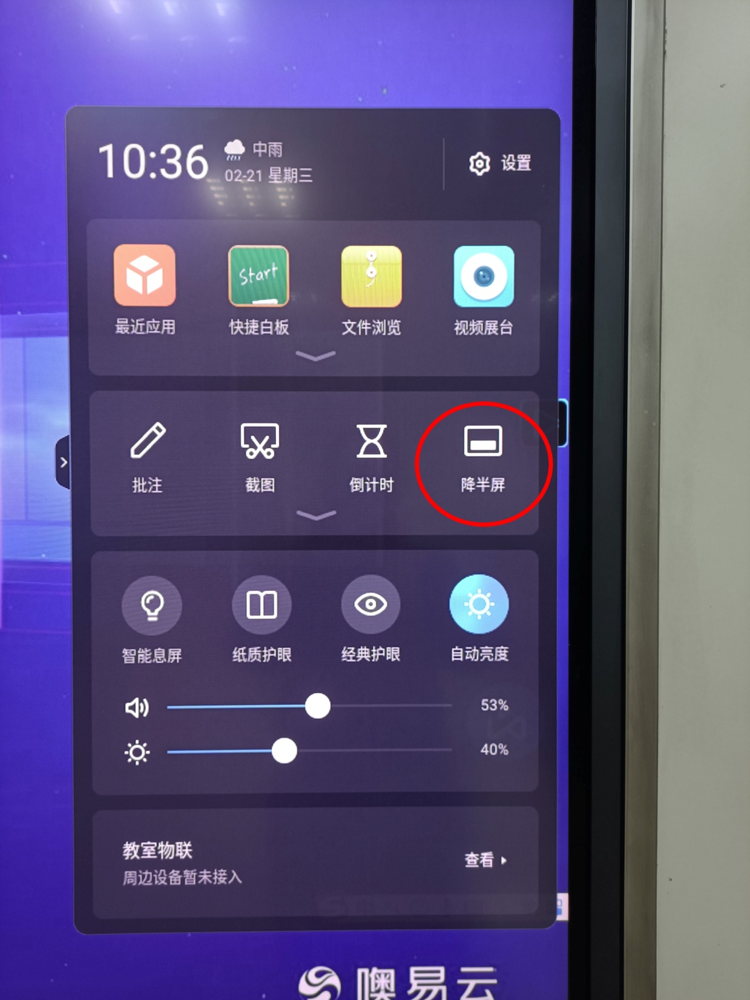 10:36
中雨
02-21 星期三
设置
Start
最近应用
快捷白板
文件浏览
视频展台
批注
截图
倒计时
降半屏
智能息屏
纸质护眼
经典护眼
自动亮度
53%
40%
教室物联
周边设备暂未接入
查看
噢易云